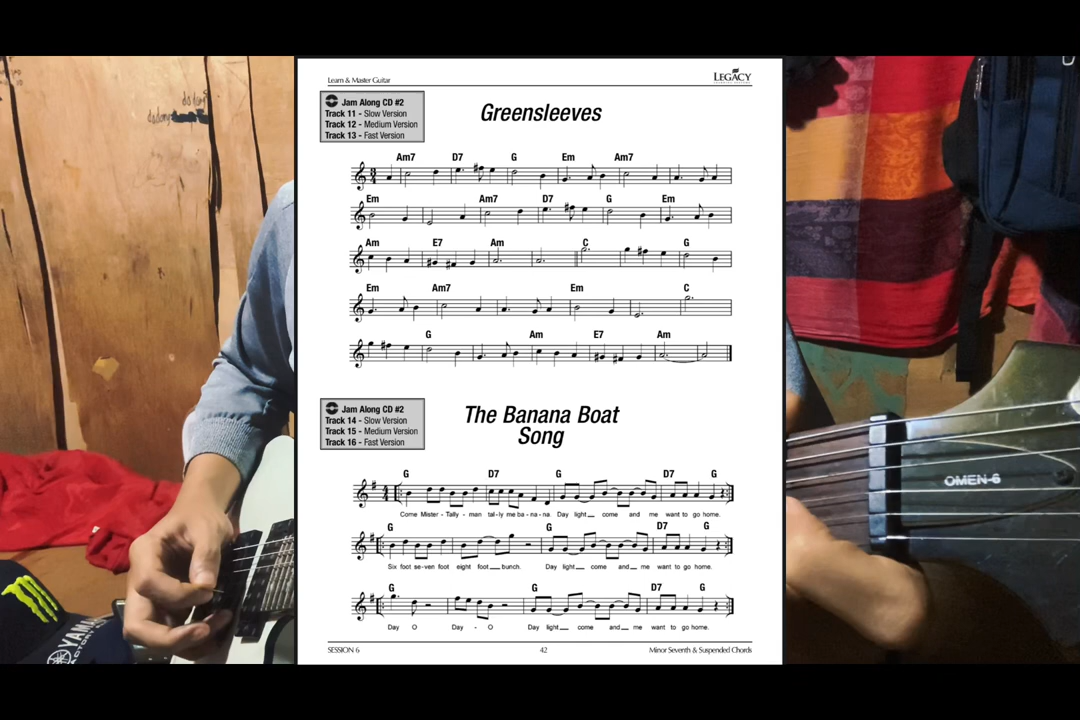 Learn & Master Guitar
LEGACY
Jam Along CD #2
Track 11 - Slow Version
Track 12 - Medium Version
Track 13 - Fast Version
Greensleeves
Am7 D7 G Em Am7
Em Am7 D7 G Em
Am E7 Am C G
Em Am7 Em C
G Am E7 Am
Jam Along CD #2
Track 14 - Slow Version
Track 15 - Medium Version
Track 16 - Fast Version
The Banana Boat
Song
G D7 G D7 G
Come Mister - Tally - man tal-ly me ba - na - na Day light come and me want to go home.
G G D7 G
Six foot se-ven foot eight foot bunch. Day light come and me want to go home.
G G D7 G
Day O Day - O Day light come and me want to go home.
SESSION 6 42 Minor Seventh & Suspended Chords
YAMA
OMEN-6